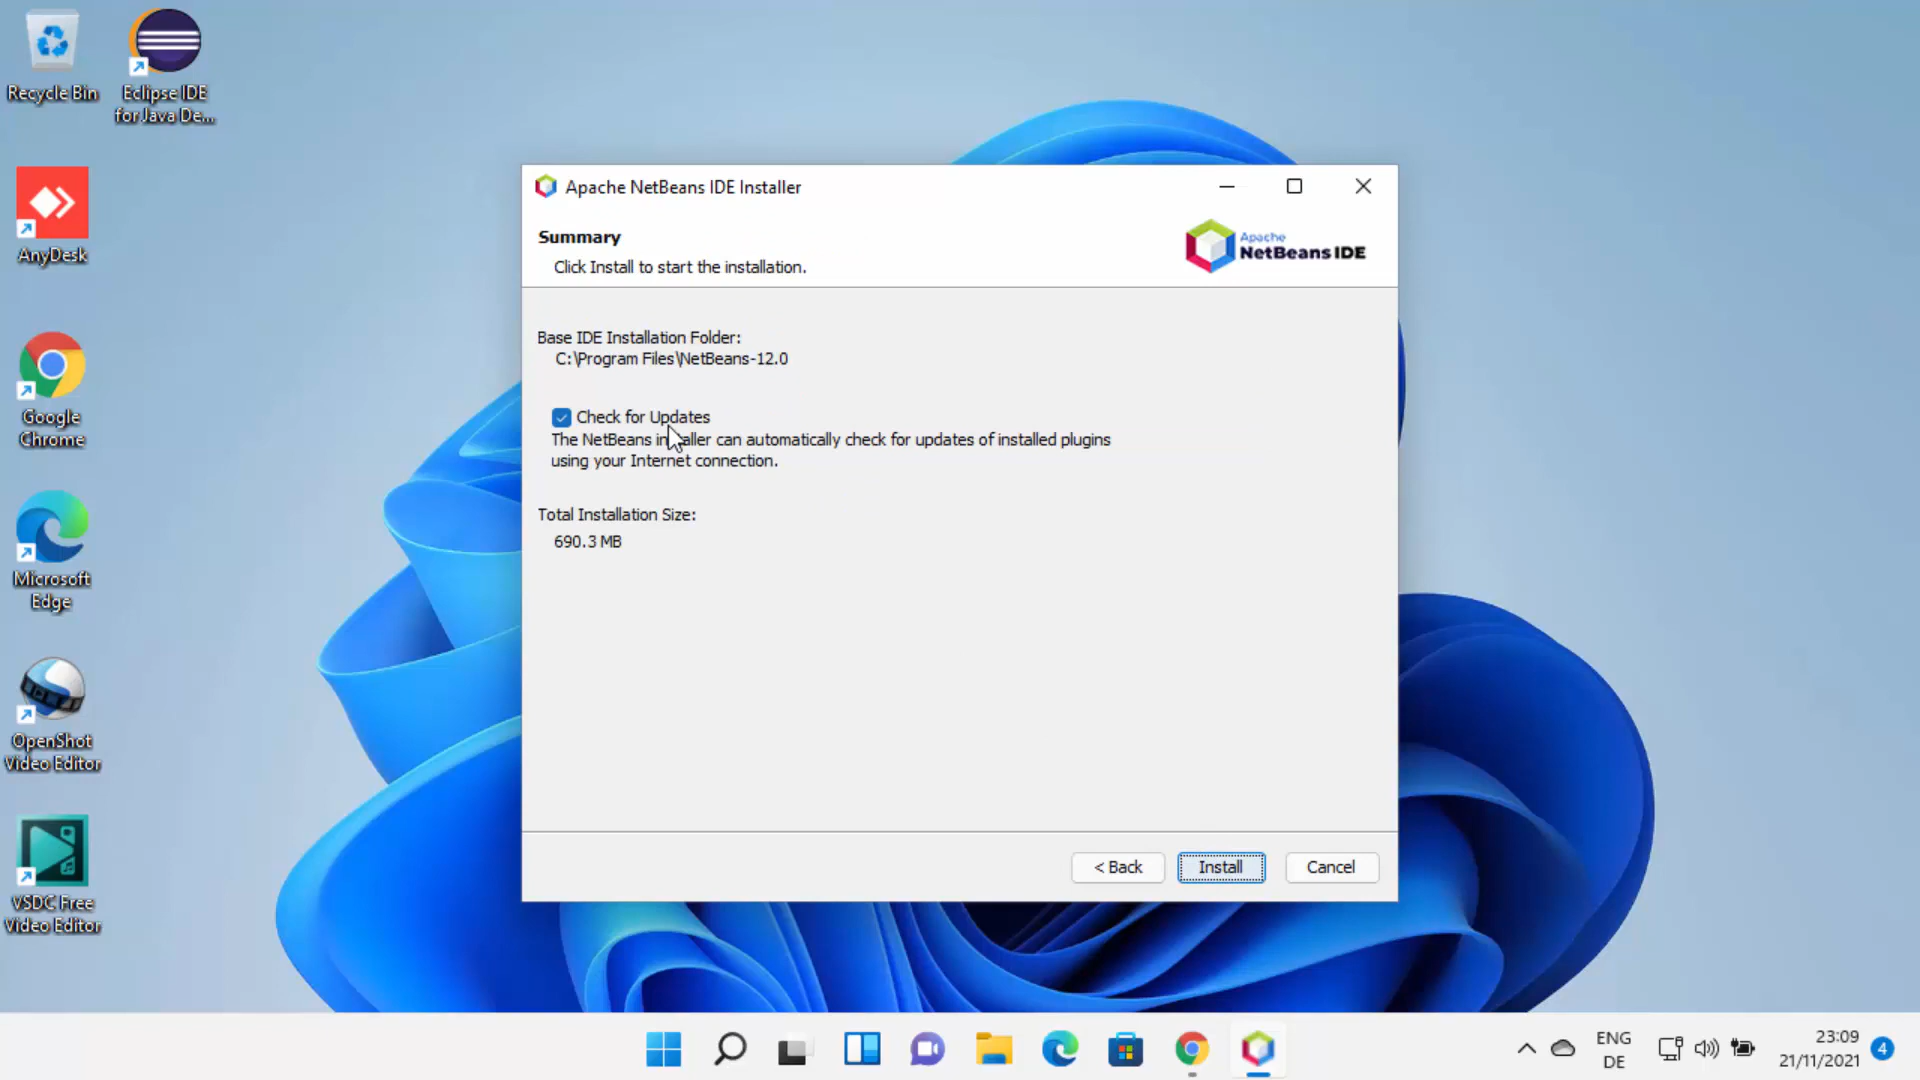 Recycle Bin
Eclipse IDE
for Java De...
AnyDesk
Google
Chrome
Microsoft
Edge
OpenShot
Video Editor
VSDC Free
Video Editor
Apache NetBeans IDE Installer
Summary
Click Install to start the installation.
Apache
NetBeans IDE
Base IDE Installation Folder:
C:\Program Files\NetBeans-12.0
Check for Updates
The NetBeans in ller can automatically check for updates of installed plugins
using your Internet connection.
Total Installation Size:
690.3 MB
< Back
Install
Cancel
ENG
DE
23:09
21/11/2021
4